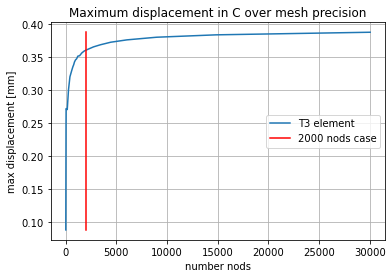 Maximum displacement in C over mesh precision
max displacement [mm]
0.40
0.35
0.30
0.25
0.20
0.15
0.10
T3 element
2000 nods case
0 5000 10000 15000 20000 25000 30000
number nods